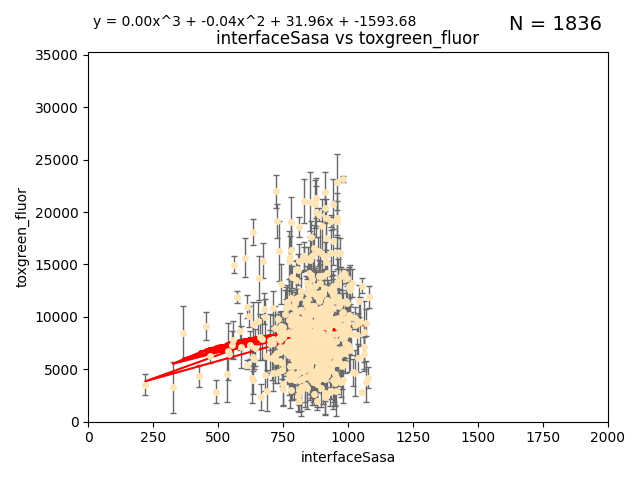 y = 0.00x^3 + -0.04x^2 + 31.96x + -1593.68
N = 1836
interfaceSasa vs toxgreen_fluor
35000
30000
25000
20000
15000
10000
5000
0
toxgreen_fluor
0 250 500 750 1000 1250 1500 1750 2000
interfaceSasa